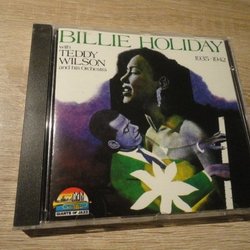 BILLIE HOLIDAY
with
TEDDY
WILSON
and his Orchestra
1935-1942
GIANTS OF JAZZ